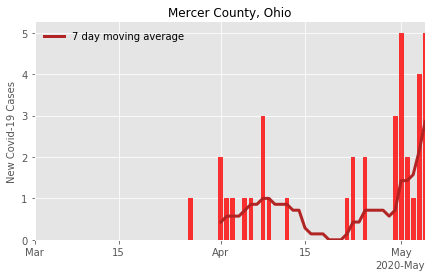 Mercer County, Ohio
7 day moving average
New Covid-19 Cases
5
4
3
2
1
0
Mar
15
Apr
15
May
2020-May